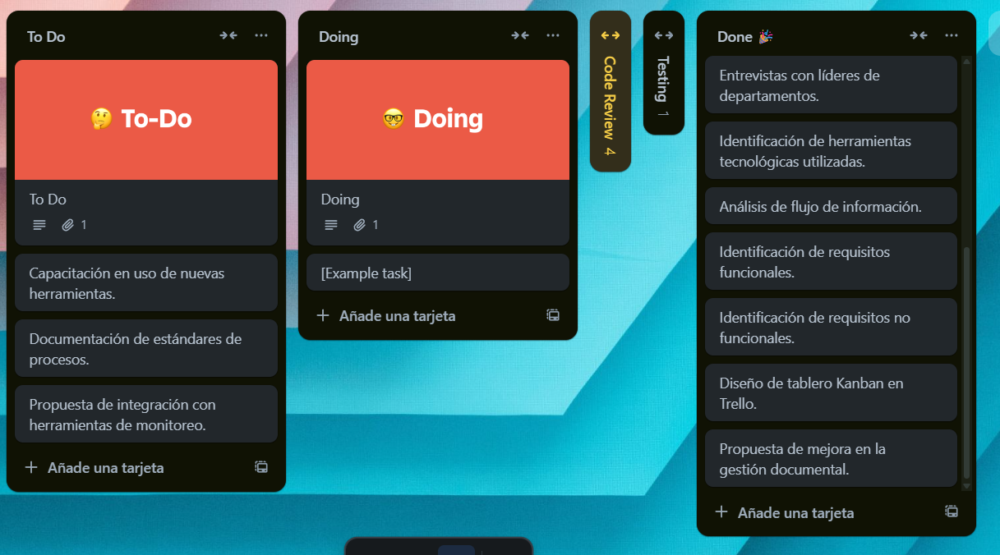 To Do
🤔 To-Do
To Do
1
Capacitación en uso de nuevas
herramientas.
Documentación de estándares de
procesos.
Propuesta de integración con
herramientas de monitoreo.
Añade una tarjeta
Doing
🤓 Doing
Doing
1
[Example task]
Añade una tarjeta
Code Review 4
Testing 1
Done 🎉
Entrevistas con líderes de
departamentos.
Identificación de herramientas
tecnológicas utilizadas.
Análisis de flujo de información.
Identificación de requisitos
funcionales.
Identificación de requisitos no
funcionales.
Diseño de tablero Kanban en
Trello.
Propuesta de mejora en la
gestión documental.
Añade una tarjeta